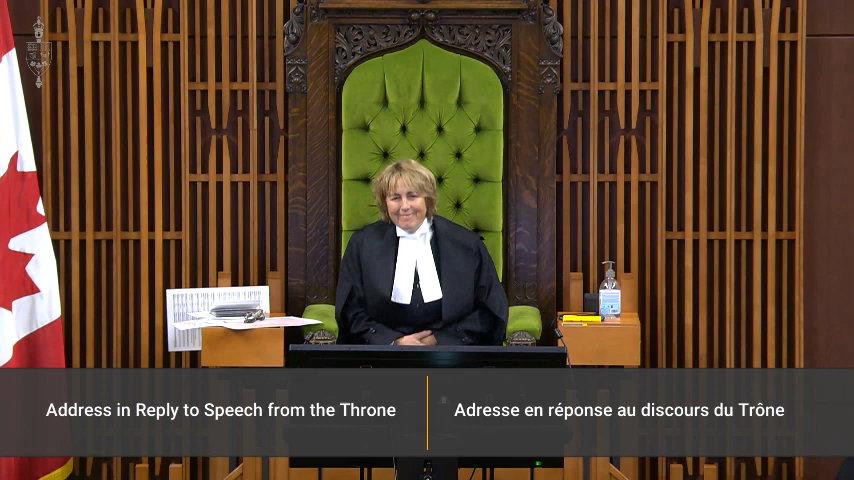 Address in Reply to Speech from the Throne
Adresse en réponse au discours du Trône